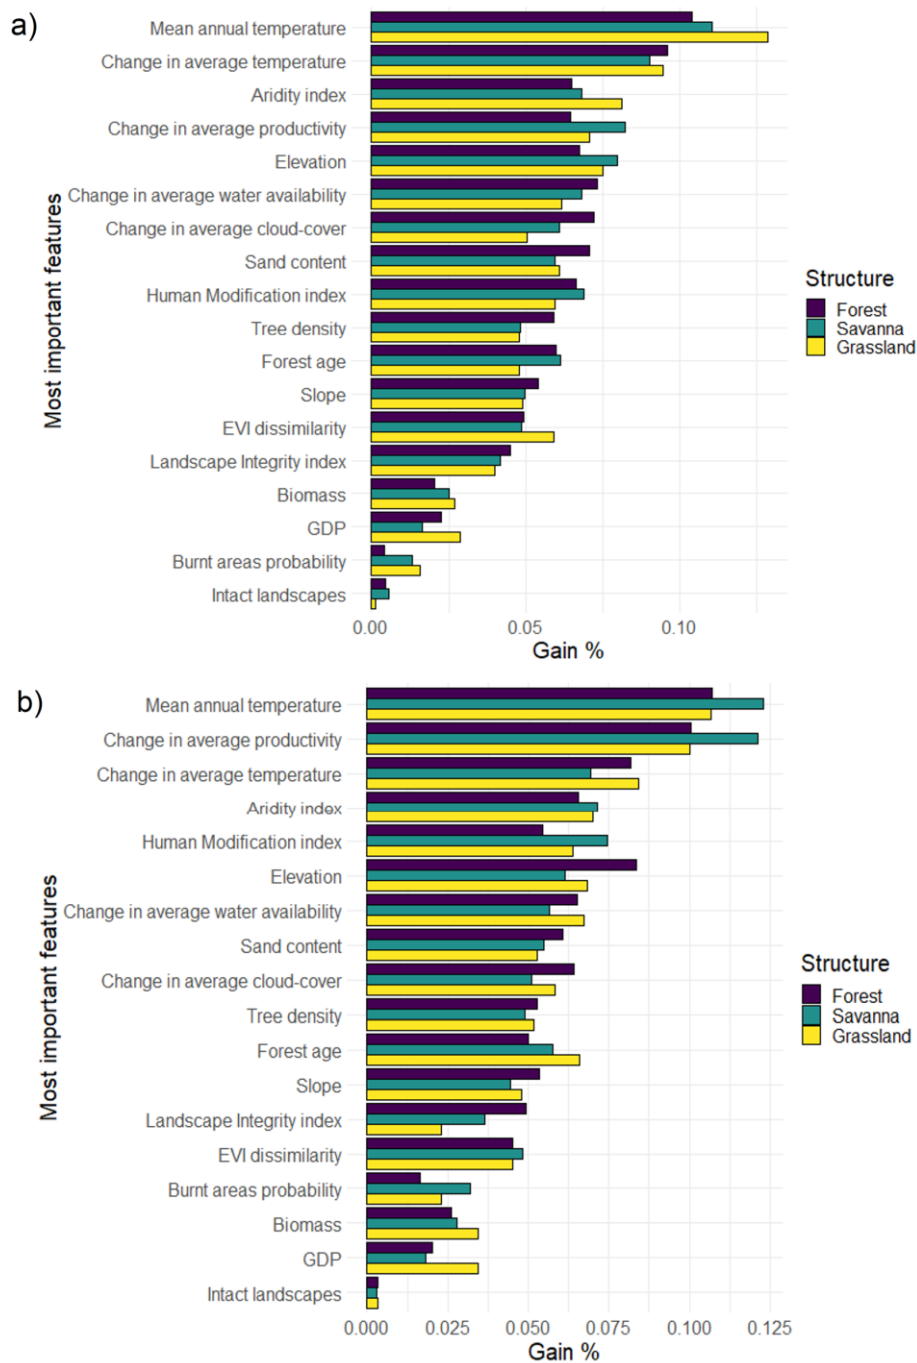 a)
Most important features
Mean annual temperature
Change in average temperature
Aridity index
Change in average productivity
Elevation
Change in average water availability
Change in average cloud-cover
Sand content
Human Modification index
Tree density
Forest age
Slope
EVI dissimilarity
Landscape Integrity index
Biomass
GDP
Burnt areas probability
Intact landscapes
0.00 0.05 0.10
Gain %
Structure
Forest
Savanna
Grassland
b)
Most important features
Mean annual temperature
Change in average productivity
Change in average temperature
Aridity index
Human Modification index
Elevation
Change in average water availability
Sand content
Change in average cloud-cover
Tree density
Forest age
Slope
Landscape Integrity index
EVI dissimilarity
Burnt areas probability
Biomass
GDP
Intact landscapes
0.000 0.025 0.050 0.075 0.100 0.125
Gain %
Structure
Forest
Savanna
Grassland